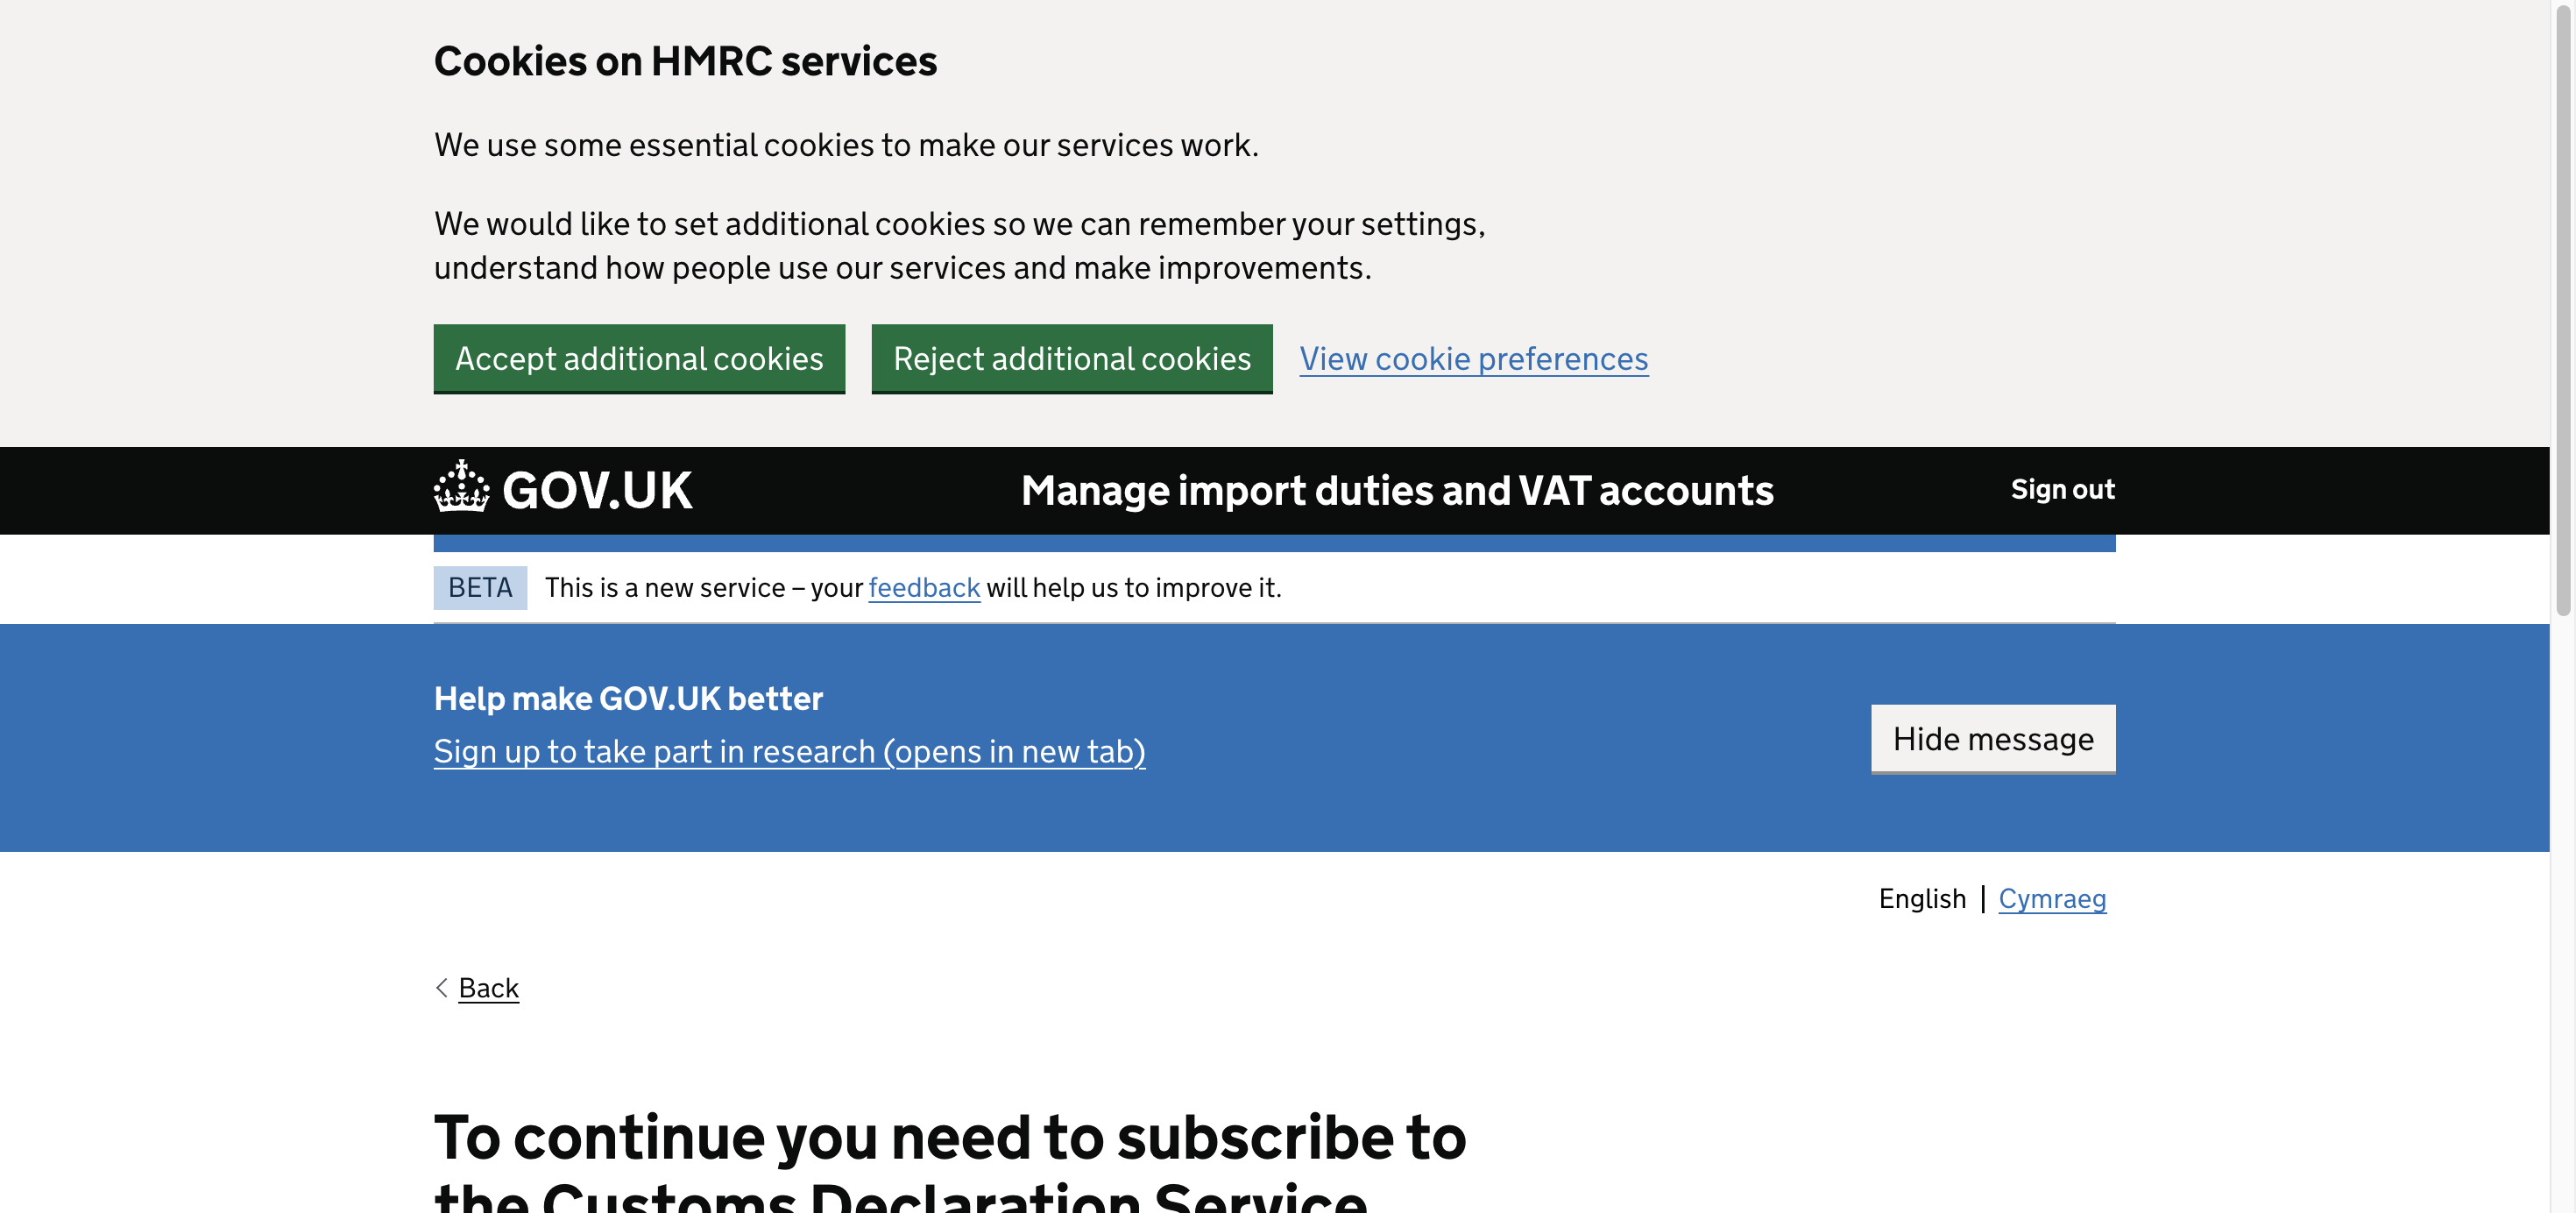 Cookies on HMRC services
We use some essential cookies to make our services work.
We would like to set additional cookies so we can remember your settings,
understand how people use our services and make improvements.
Accept additional cookies
Reject additional cookies
View cookie preferences
GOV.UK
Manage import duties and VAT accounts
Sign out
BETA
This is a new service – your feedback will help us to improve it.
Help make GOV.UK better
Sign up to take part in research (opens in new tab)
Hide message
English
Cymraeg
Back
To continue you need to subscribe to
the Customs Declaration Service